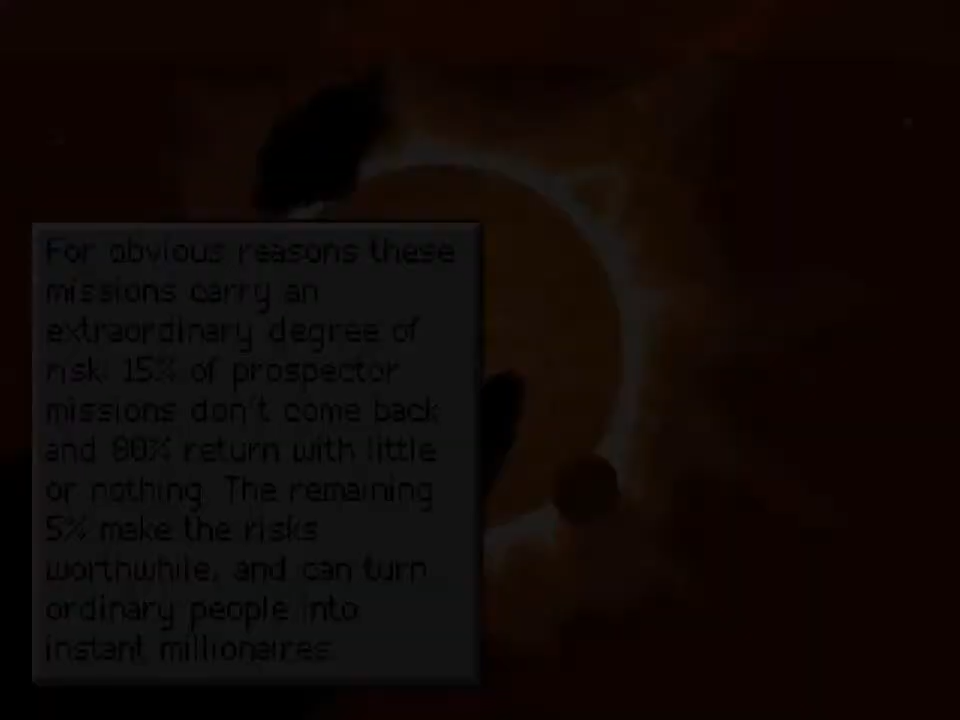 For obvious reasons these
missions carry an
extraordinary degree of
risk: 15% of prospector
missions don't come back
and 80% return with little
or nothing. The remaining
5% make the risks
worthwhile, and can turn
ordinary people into
instant millionaires.